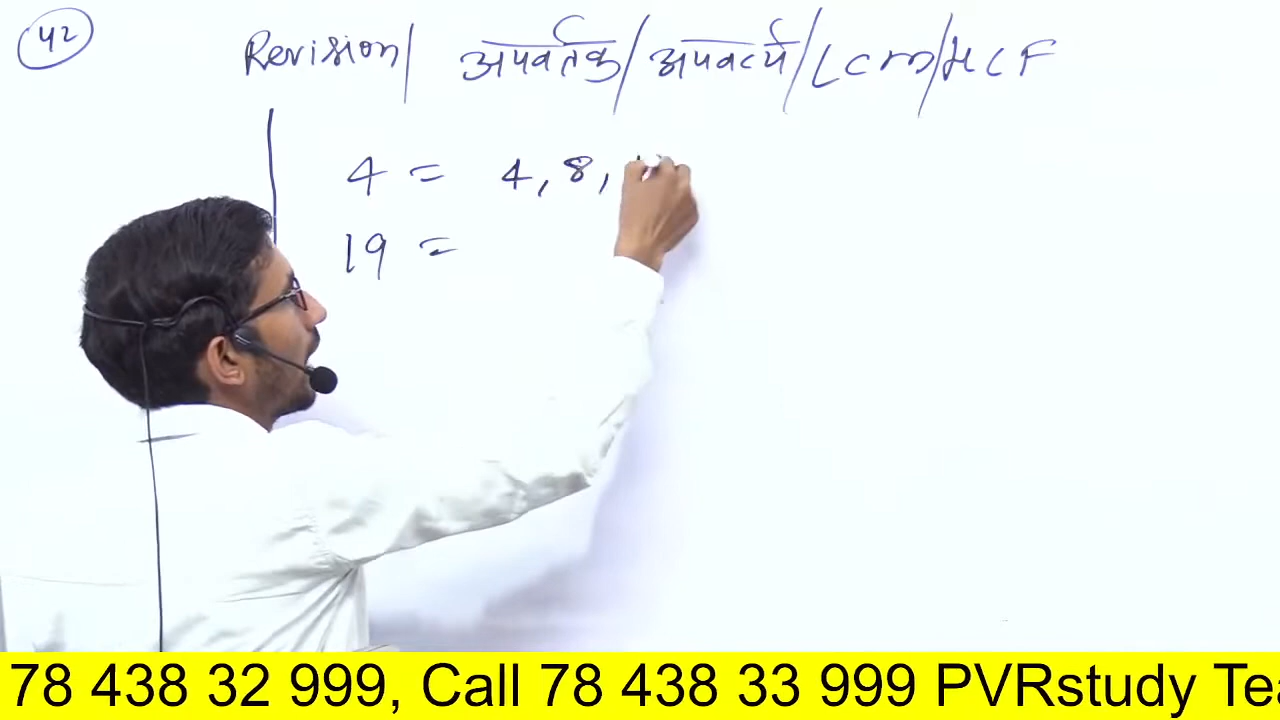 42
Revision/ अपवर्तक/अपवर्त्य/LCM/HCF
4 = 4, 8,
19 =
78 438 32 999, Call 78 438 33 999 PVRstudy Tea